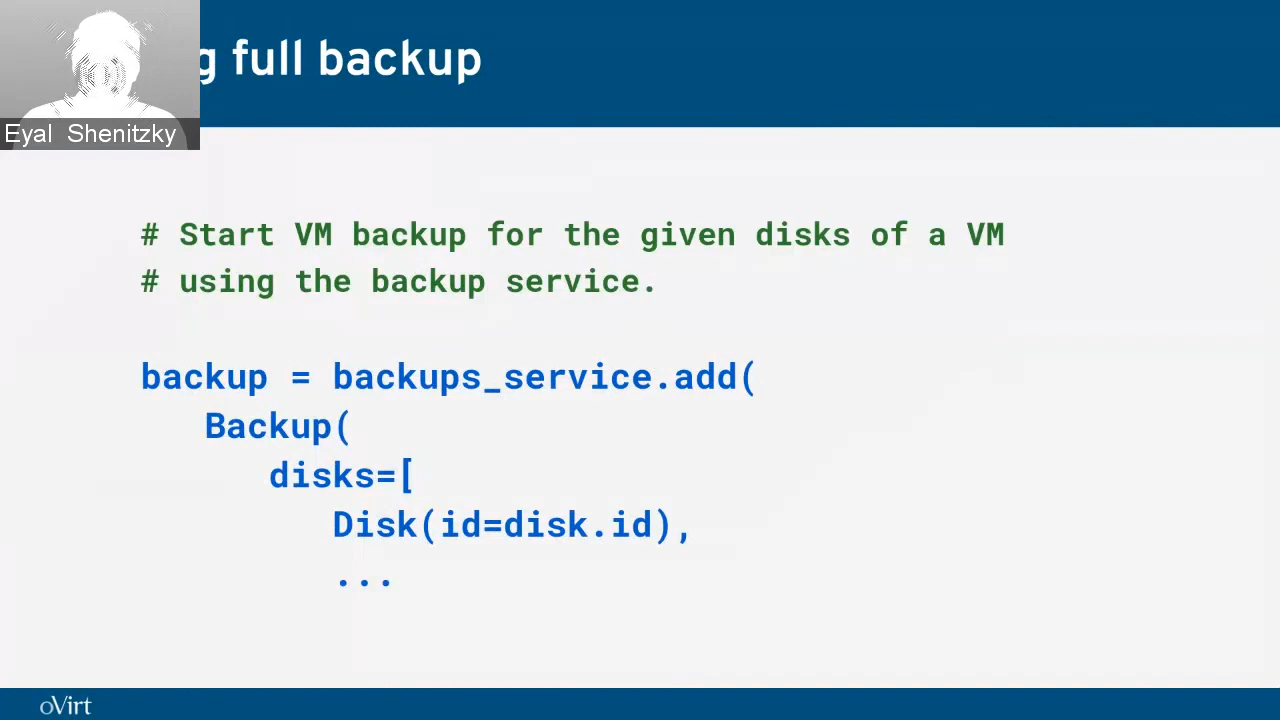 full backup
Eyal Shenitzky
# Start VM backup for the given disks of a VM
# using the backup service.
backup = backups_service.add(
Backup(
disks=[
Disk(id=disk.id),
...
oVirt